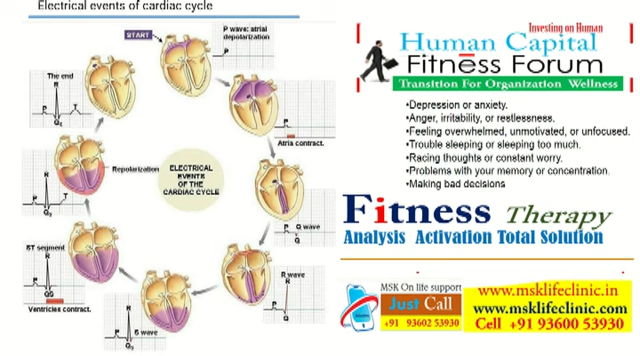 Electrical events of cardiac cycle
START
P wave: atrial
depolarization
P
The end
R
P
T
Q
S
Atria contract.
Repolarization
ELECTRICAL
EVENTS
OF THE
CARDIAC CYCLE
R
P
T
Q
S
P
Q wave
Q
ST segment
R
P
QS
Ventricles contract.
R wave
R
P
Q
R
P
S wave
Q
S
Investing on Human
Human Capital
Fitness Forum
Transition For Organization Wellness
•Depression or anxiety.
•Anger, irritability, or restlessness.
•Feeling overwhelmed, unmotivated, or unfocused.
•Trouble sleeping or sleeping too much.
•Racing thoughts or constant worry.
•Problems with your memory or concentration.
•Making bad decisions
Fitness Therapy
Analysis Activation Total Solution
MSK On life support
Just Call
+91 93602 53930
www.msklifeclinic.in
www.msklifeclinic.com
Cell +91 93600 53930